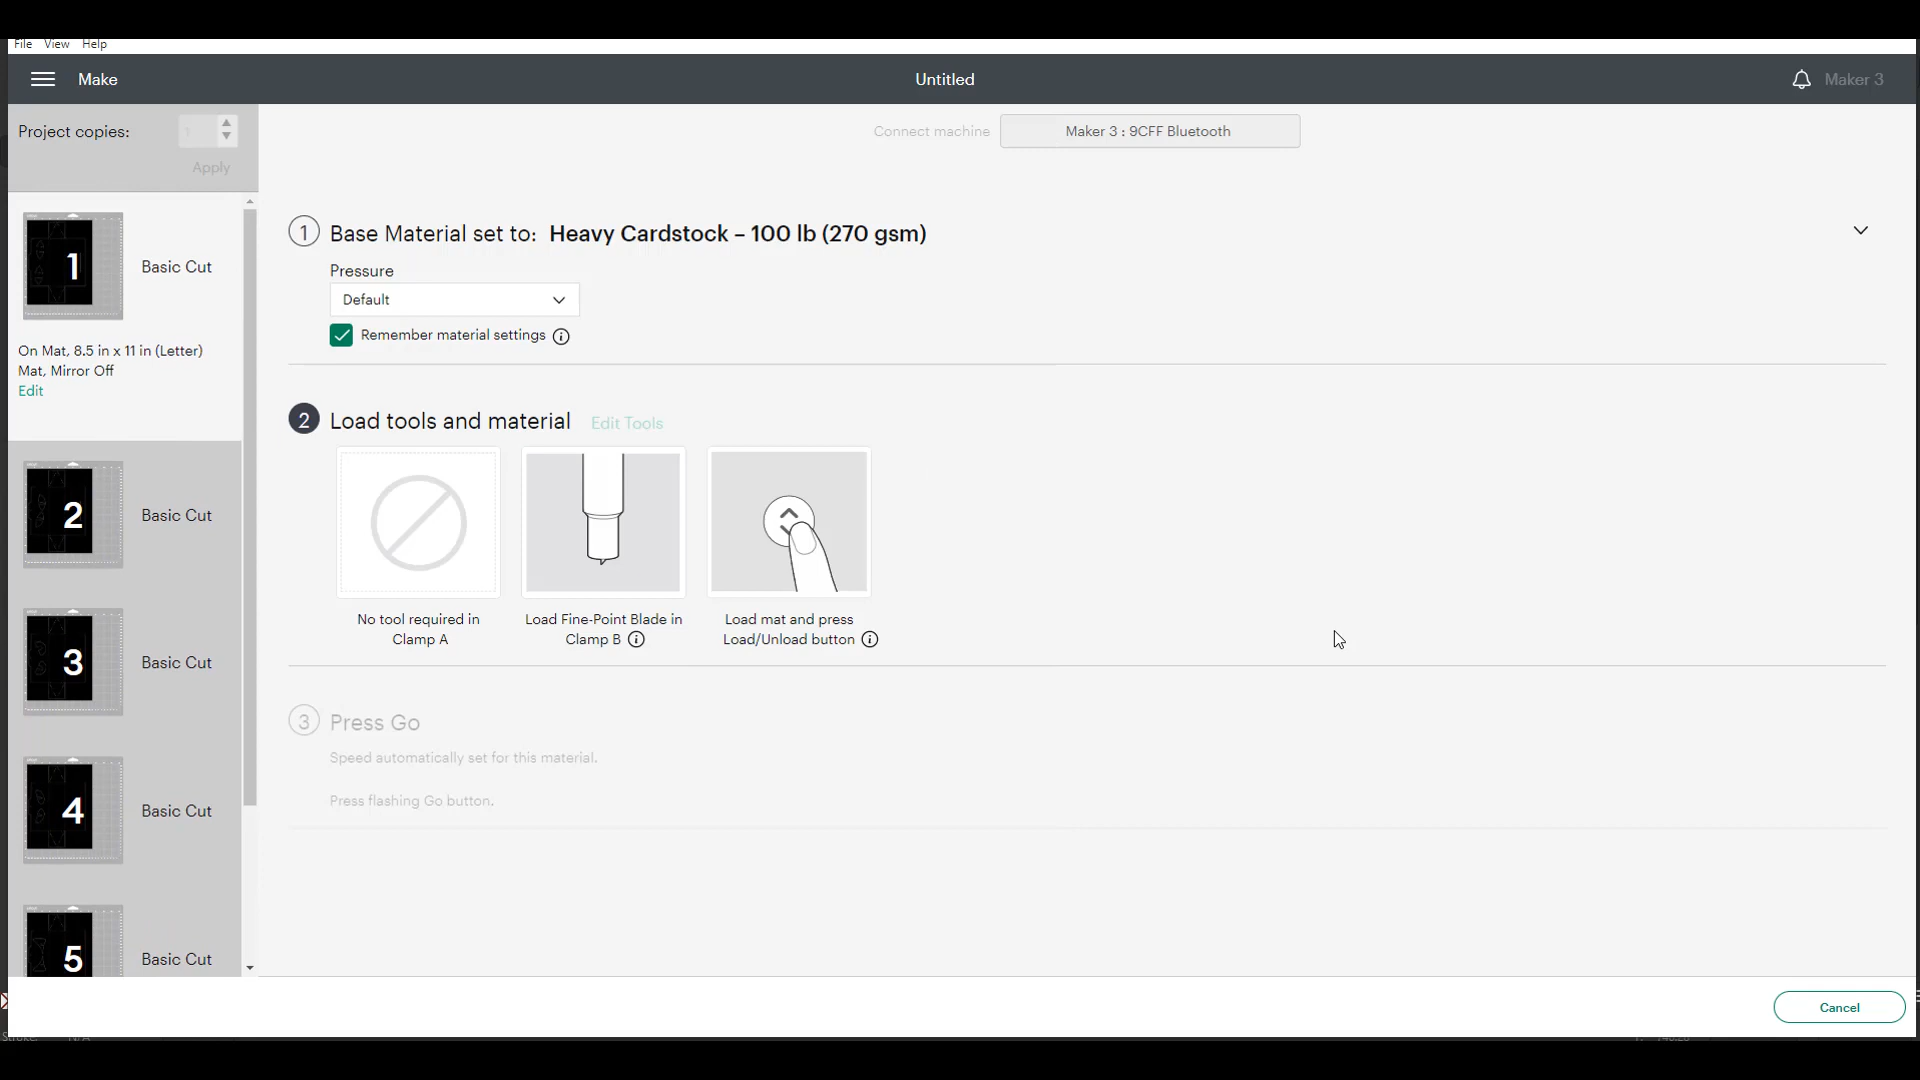 File View Help
Make
Untitled
Maker 3
Project copies:
Apply
Connect machine
Maker 3 : 9CFF Bluetooth
1 Basic Cut
On Mat, 8.5 in x 11 in (Letter)
Mat, Mirror Off
Edit
2 Basic Cut
3 Basic Cut
4 Basic Cut
5 Basic Cut
1 Base Material set to: Heavy Cardstock – 100 lb (270 gsm)
Pressure
Default
Remember material settings
2 Load tools and material Edit Tools
No tool required in
Clamp A
Load Fine-Point Blade in
Clamp B
Load mat and press
Load/Unload button
3 Press Go
Speed automatically set for this material.
Press flashing Go button.
Cancel